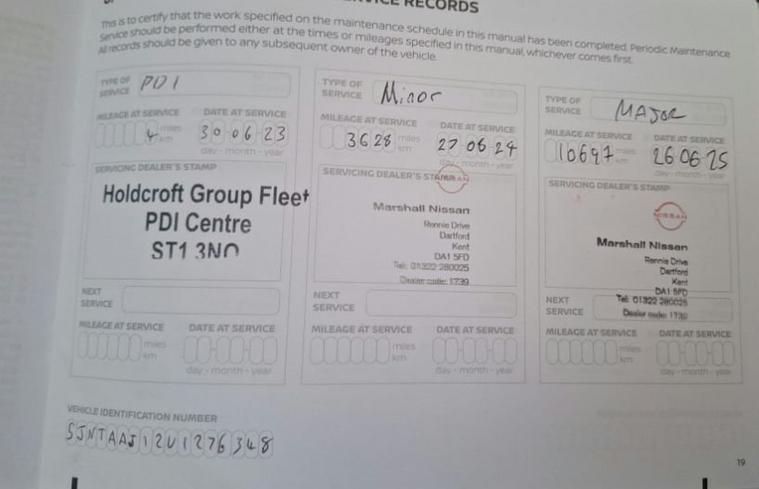 SERVICE RECORDS
This is to certify that the work specified on the maintenance schedule in this manual has been completed. Periodic Maintenance
Service should be performed either at the times or mileages specified in this manual, whichever comes first.
All records should be given to any subsequent owner of the vehicle.
TYPE OF SERVICE PDI
MILEAGE AT SERVICE DATE AT SERVICE
4 miles km 30 06 23
day - month - year
SERVICING DEALER'S STAMP
Holdcroft Group Fleet
PDI Centre
ST1 3NQ
NEXT SERVICE
MILEAGE AT SERVICE DATE AT SERVICE
miles km
day - month - year
TYPE OF SERVICE Minor
MILEAGE AT SERVICE DATE AT SERVICE
3628 miles km 27 06 24
day - month - year
SERVICING DEALER'S STAMP
NISSAN
Marshall Nissan
Rennie Drive
Dartford
Kent
DA1 5FD
Tel: 01322 280025
Dealer code: 1739
NEXT SERVICE
MILEAGE AT SERVICE DATE AT SERVICE
miles km
day - month - year
TYPE OF SERVICE MAJOR
MILEAGE AT SERVICE DATE AT SERVICE
10697 miles km 26 06 25
day - month - year
SERVICING DEALER'S STAMP
NISSAN
Marshall Nissan
Rennie Drive
Dartford
Kent
DA1 5FD
Tel: 01322 280025
Dealer code: 1739
NEXT SERVICE
MILEAGE AT SERVICE DATE AT SERVICE
miles km
day - month - year
VEHICLE IDENTIFICATION NUMBER
SJNTAAJ12U1276348
19